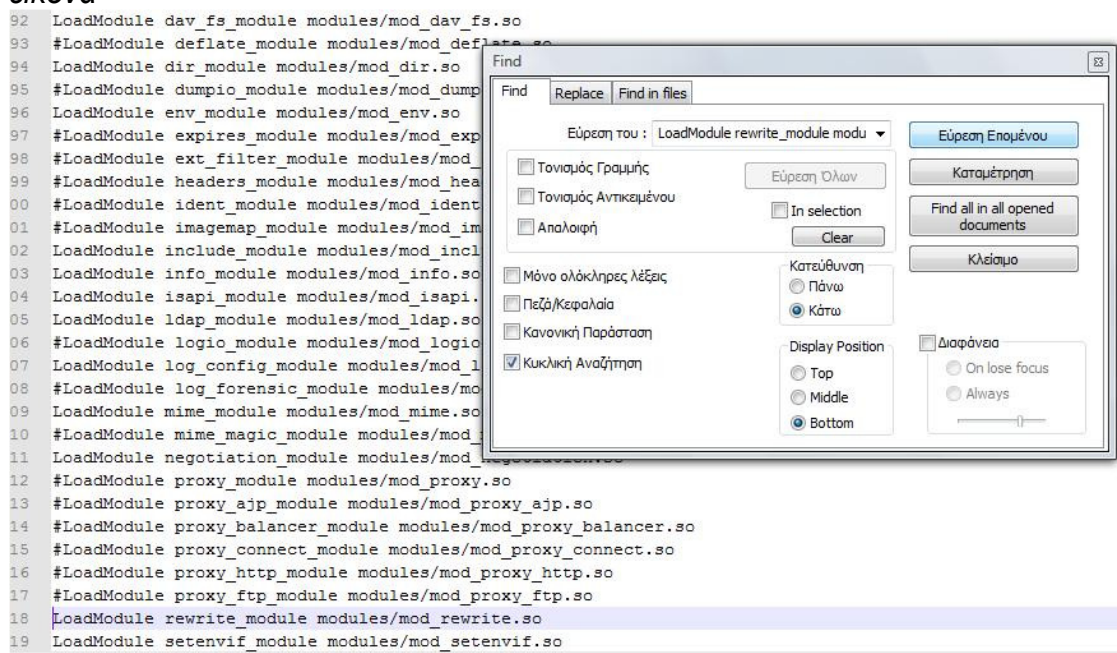 92 LoadModule dav_fs_module modules/mod_dav_fs.so
93 #LoadModule deflate_module modules/mod_deflate.so
94 LoadModule dir_module modules/mod_dir.so
95 #LoadModule dumpio_module modules/mod_dump
96 LoadModule env_module modules/mod_env.so
97 #LoadModule expires_module modules/mod_exp
98 #LoadModule ext_filter_module modules/mod_
99 #LoadModule headers_module modules/mod_hea
00 #LoadModule ident_module modules/mod_ident
01 #LoadModule imagemap_module modules/mod_im
02 LoadModule include_module modules/mod_incl
03 LoadModule info_module modules/mod_info.so
04 LoadModule isapi_module modules/mod_isapi.
05 LoadModule ldap_module modules/mod_ldap.so
06 #LoadModule logio_module modules/mod_logio
07 LoadModule log_config_module modules/mod_l
08 #LoadModule log_forensic_module modules/mo
09 LoadModule mime_module modules/mod_mime.so
10 #LoadModule mime_magic_module modules/mod_
11 LoadModule negotiation_module modules/mod_negotiation.so
12 #LoadModule proxy_module modules/mod_proxy.so
13 #LoadModule proxy_ajp_module modules/mod_proxy_ajp.so
14 #LoadModule proxy_balancer_module modules/mod_proxy_balancer.so
15 #LoadModule proxy_connect_module modules/mod_proxy_connect.so
16 #LoadModule proxy_http_module modules/mod_proxy_http.so
17 #LoadModule proxy_ftp_module modules/mod_proxy_ftp.so
18 LoadModule rewrite_module modules/mod_rewrite.so
19 LoadModule setenvif_module modules/mod_setenvif.so
Find
Find Replace Find in files
Εύρεση του : LoadModule rewrite_module modu
Εύρεση Επομένου
Τονισμός Γραμμής
Εύρεση Όλων
Καταμέτρηση
Τονισμός Αντικειμένου
In selection
Find all in all opened
documents
Απαλοιφή
Clear
Κλείσιμο
Μόνο ολόκληρες λέξεις
Κατεύθυνση
Πάνω
Πεζά/Κεφαλαία
Κάτω
Κανονική Παράσταση
Κυκλική Αναζήτηση
Display Position
Διαφάνεια
Top
On lose focus
Middle
Always
Bottom